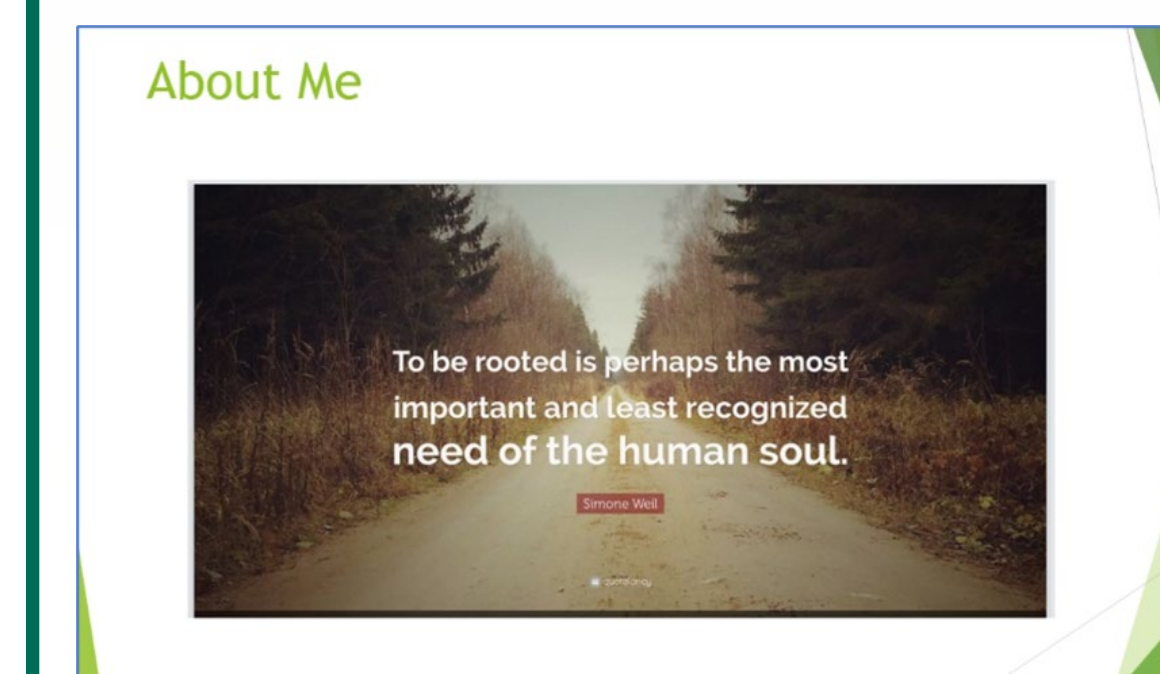 About Me
To be rooted is perhaps the most
important and least recognized
need of the human soul.
Simone Weil
quotefancy